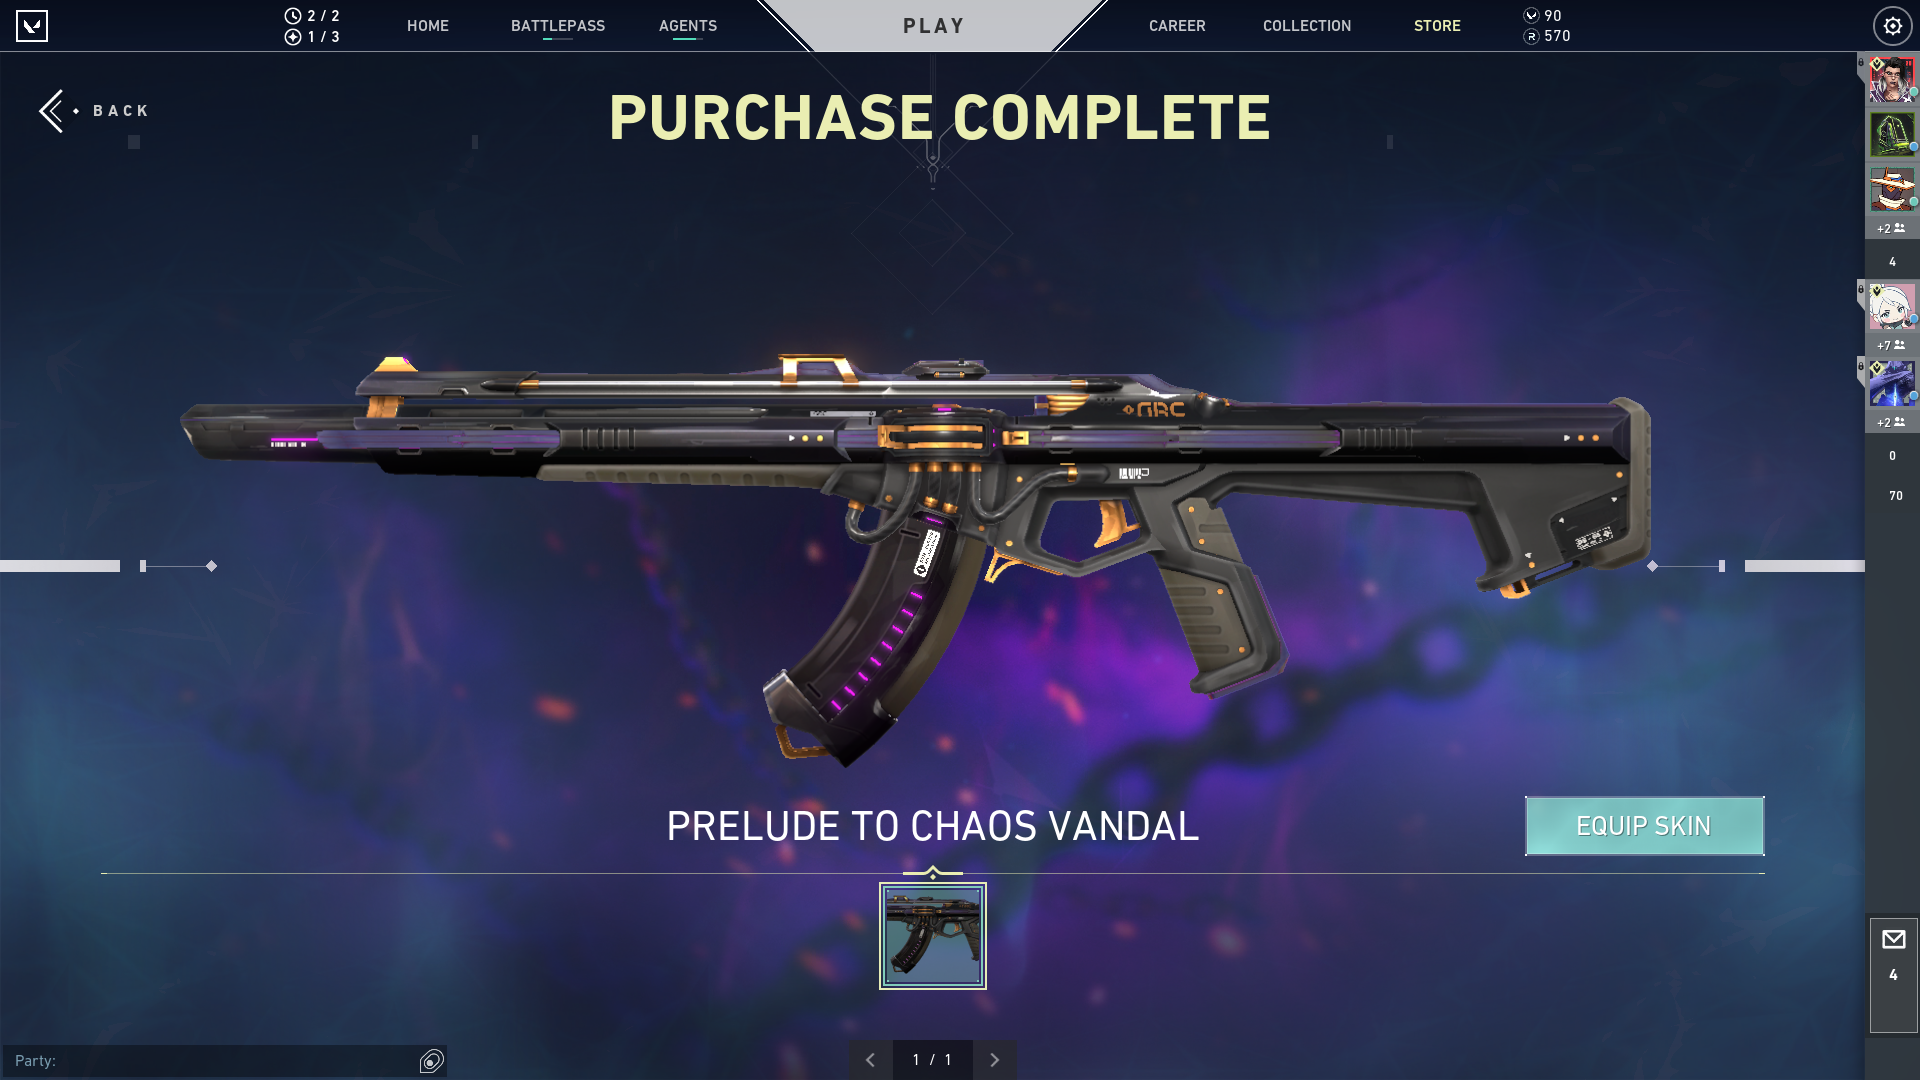 2 / 2
1 / 3
HOME
BATTLEPASS
AGENTS
PLAY
CAREER
COLLECTION
STORE
90
570
BACK
PURCHASE COMPLETE
+2
4
+7
+2
0
70
GRC
PRELUDE TO CHAOS VANDAL
EQUIP SKIN
4
Party:
1 / 1